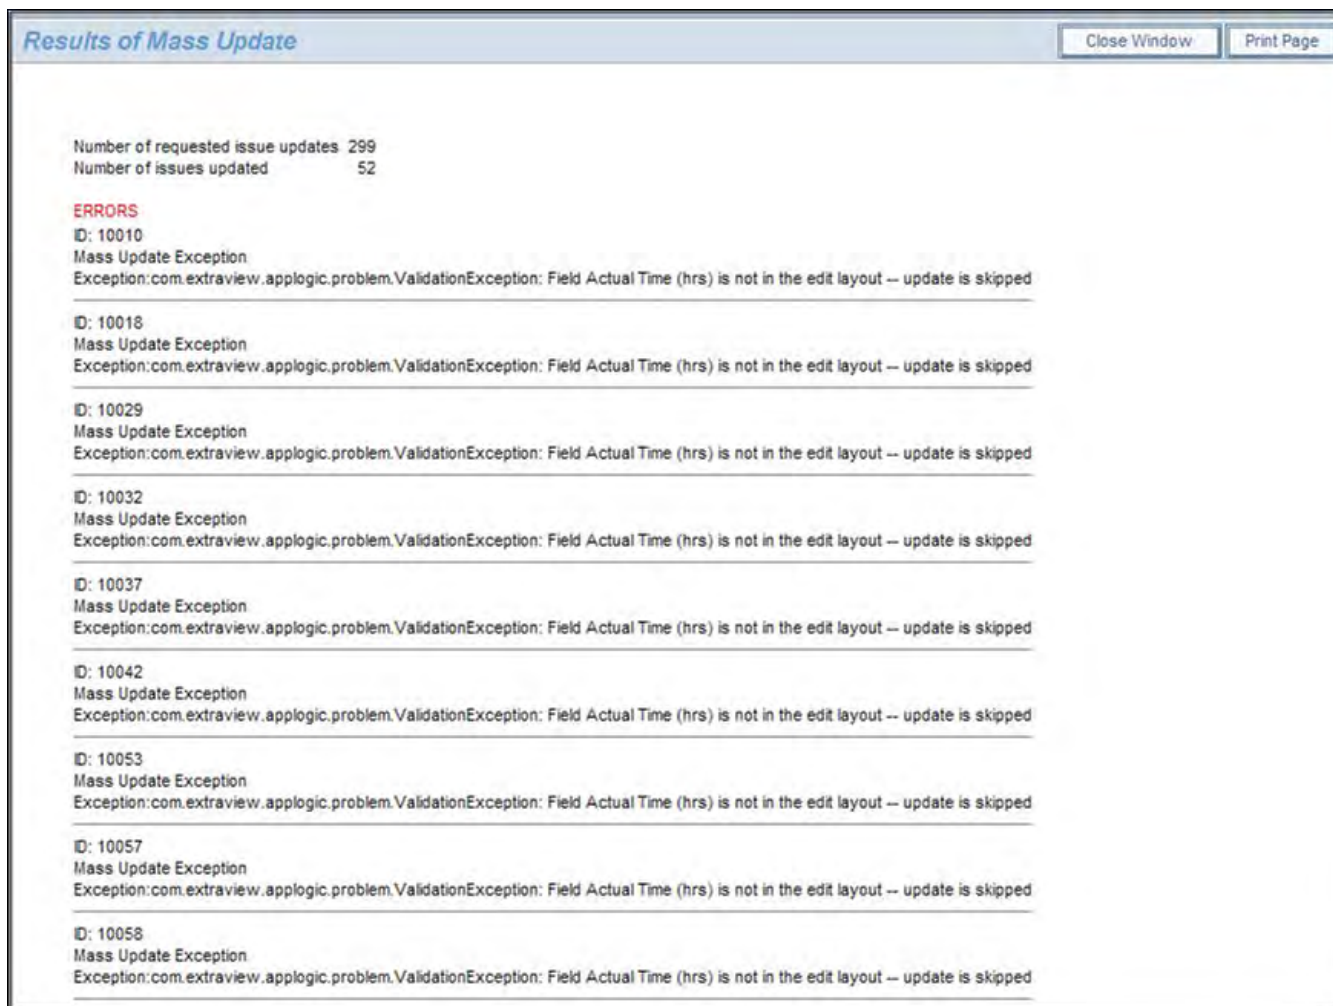 Results of Mass Update
Close Window
Print Page
Number of requested issue updates 299
Number of issues updated 52
ERRORS
ID: 10010
Mass Update Exception
Exception:com.extraview.applogic.problem.ValidationException: Field Actual Time (hrs) is not in the edit layout -- update is skipped
ID: 10018
Mass Update Exception
Exception:com.extraview.applogic.problem.ValidationException: Field Actual Time (hrs) is not in the edit layout -- update is skipped
ID: 10029
Mass Update Exception
Exception:com.extraview.applogic.problem.ValidationException: Field Actual Time (hrs) is not in the edit layout -- update is skipped
ID: 10032
Mass Update Exception
Exception:com.extraview.applogic.problem.ValidationException: Field Actual Time (hrs) is not in the edit layout -- update is skipped
ID: 10037
Mass Update Exception
Exception:com.extraview.applogic.problem.ValidationException: Field Actual Time (hrs) is not in the edit layout -- update is skipped
ID: 10042
Mass Update Exception
Exception:com.extraview.applogic.problem.ValidationException: Field Actual Time (hrs) is not in the edit layout -- update is skipped
ID: 10053
Mass Update Exception
Exception:com.extraview.applogic.problem.ValidationException: Field Actual Time (hrs) is not in the edit layout -- update is skipped
ID: 10057
Mass Update Exception
Exception:com.extraview.applogic.problem.ValidationException: Field Actual Time (hrs) is not in the edit layout -- update is skipped
ID: 10058
Mass Update Exception
Exception:com.extraview.applogic.problem.ValidationException: Field Actual Time (hrs) is not in the edit layout -- update is skipped